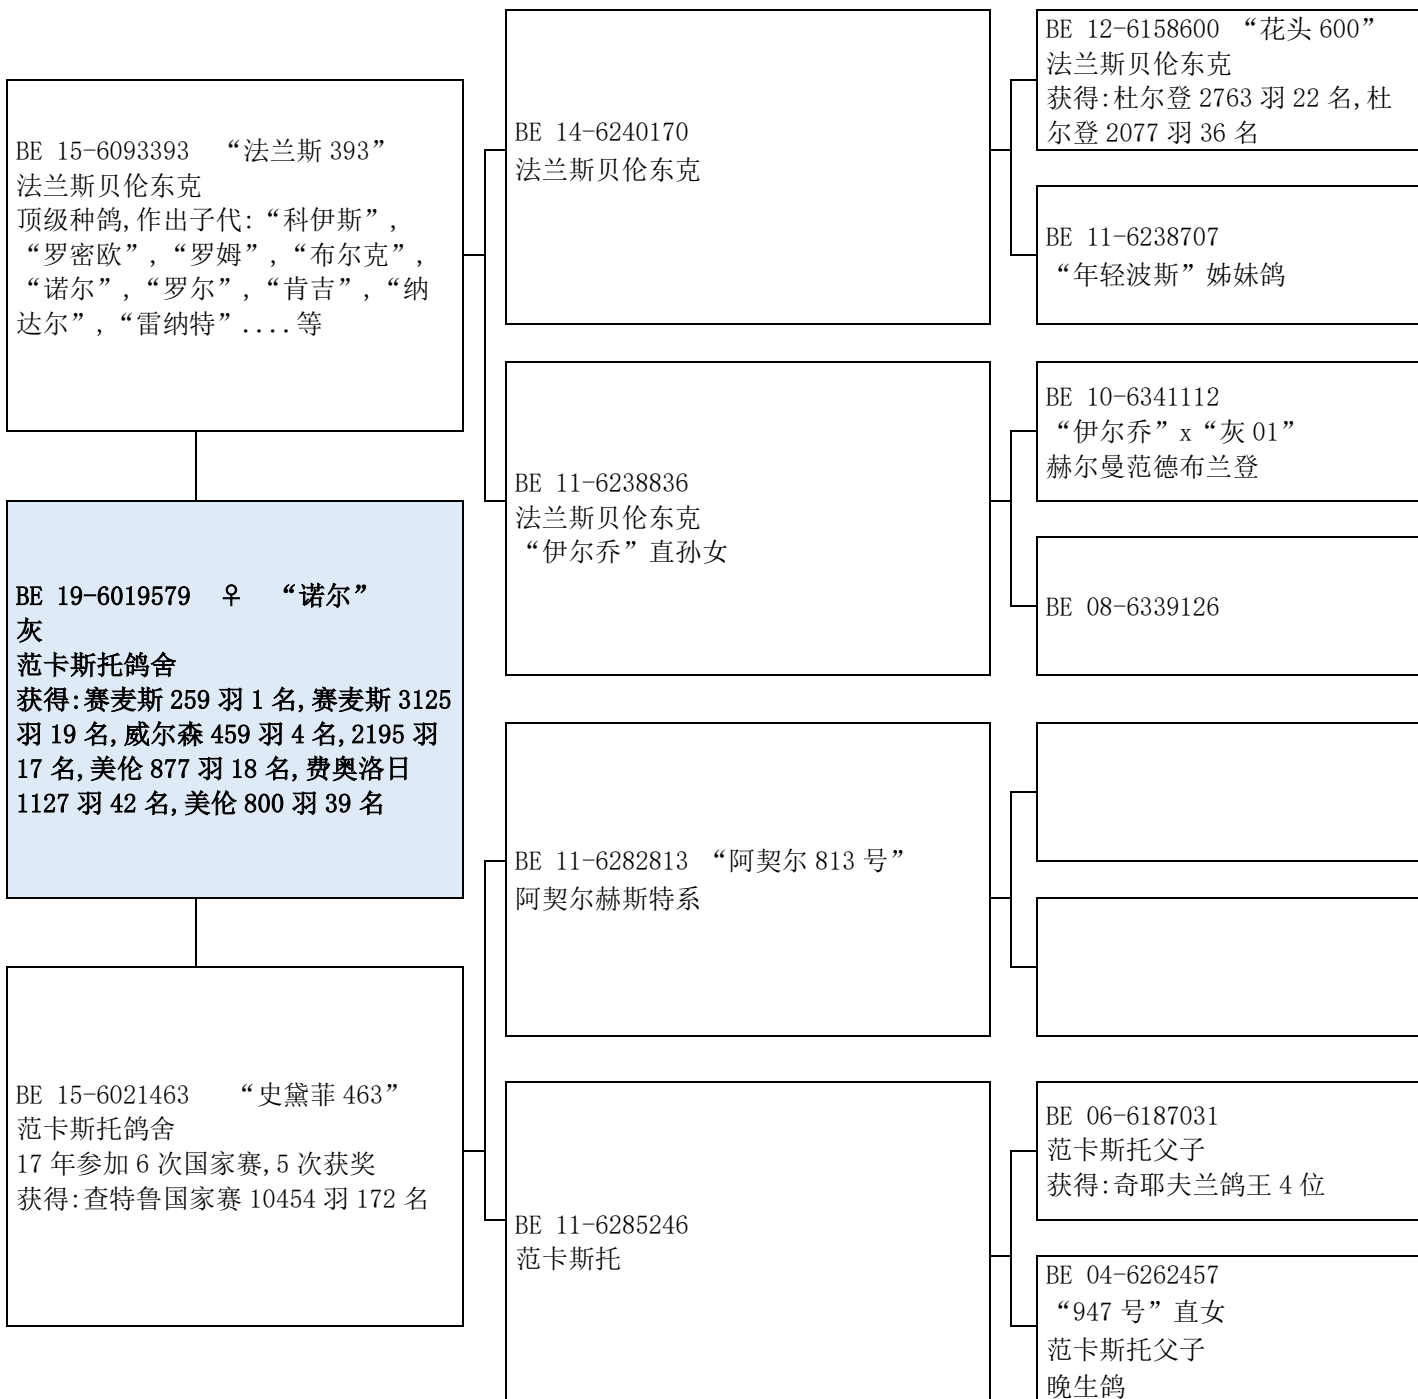 BE 15-6093393 “法兰斯 393”
法兰斯贝伦东克
顶级种鸽,作出子代:“科伊斯”,
“罗密欧”,“罗姆”,“布尔克”,
“诺尔”,“罗尔”,“肯吉”,“纳
达尔”,“雷纳特”....等
BE 19-6019579 ♀ “诺尔”
灰
范卡斯托鸽舍
获得:赛麦斯 259 羽 1 名,赛麦斯 3125
羽 19 名,威尔森 459 羽 4 名,2195 羽
17 名,美伦 877 羽 18 名,费奥洛日
1127 羽 42 名,美伦 800 羽 39 名
BE 15-6021463 “史黛菲 463”
范卡斯托鸽舍
17 年参加 6 次国家赛,5 次获奖
获得:查特鲁国家赛 10454 羽 172 名
BE 14-6240170
法兰斯贝伦东克
BE 11-6238836
法兰斯贝伦东克
“伊尔乔”直孙女
BE 11-6282813 “阿契尔 813 号”
阿契尔赫斯特系
BE 11-6285246
范卡斯托
BE 12-6158600 “花头 600”
法兰斯贝伦东克
获得:杜尔登 2763 羽 22 名,杜
尔登 2077 羽 36 名
BE 11-6238707
“年轻波斯”姊妹鸽
BE 10-6341112
“伊尔乔”x“灰 01”
赫尔曼范德布兰登
BE 08-6339126
BE 06-6187031
范卡斯托父子
获得:奇耶夫兰鸽王 4 位
BE 04-6262457
“947 号”直女
范卡斯托父子
晚生鸽